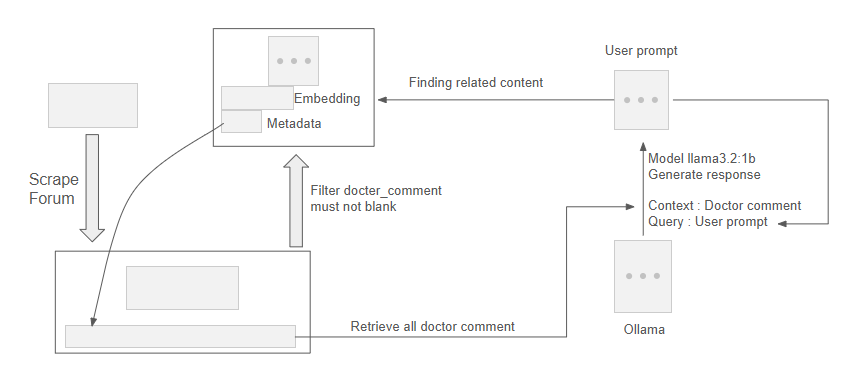 User prompt
Finding related content
Embedding
Metadata
Scrape
Forum
Filter docter_comment
must not blank
Model llama3.2:1b
Generate response
Context : Doctor comment
Query : User prompt
Retrieve all doctor comment
Ollama